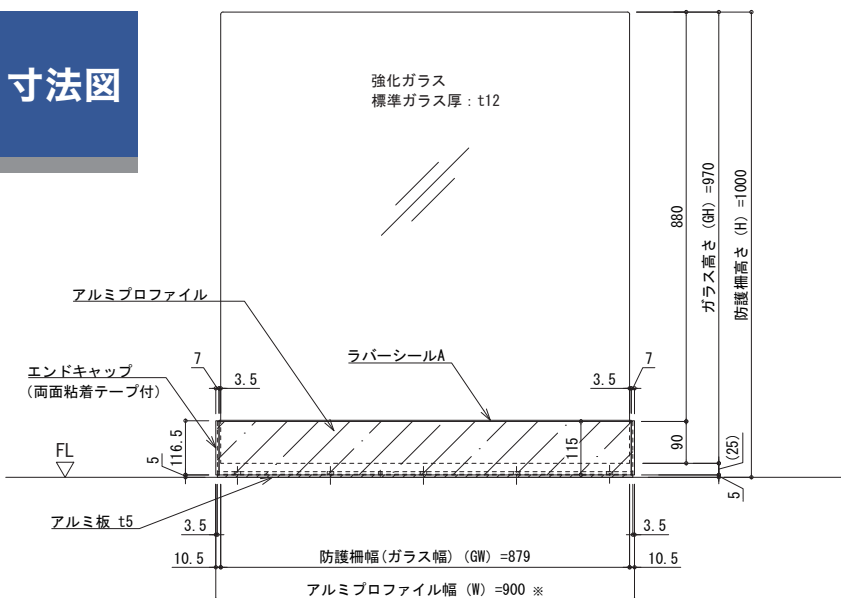 寸法図
強化ガラス
標準ガラス厚：t12
880
ガラス高さ (GH) =970
防護柵高さ (H) =1000
アルミプロファイル
エンドキャップ
(両面粘着テープ付)
ラバーシールA
7
3.5
3.5
7
FL
5
116.5
115
90
(25)
5
アルミ板 t5
3.5
3.5
10.5
防護柵幅(ガラス幅) (GW) =879
10.5
アルミプロファイル幅 (W) =900 ※